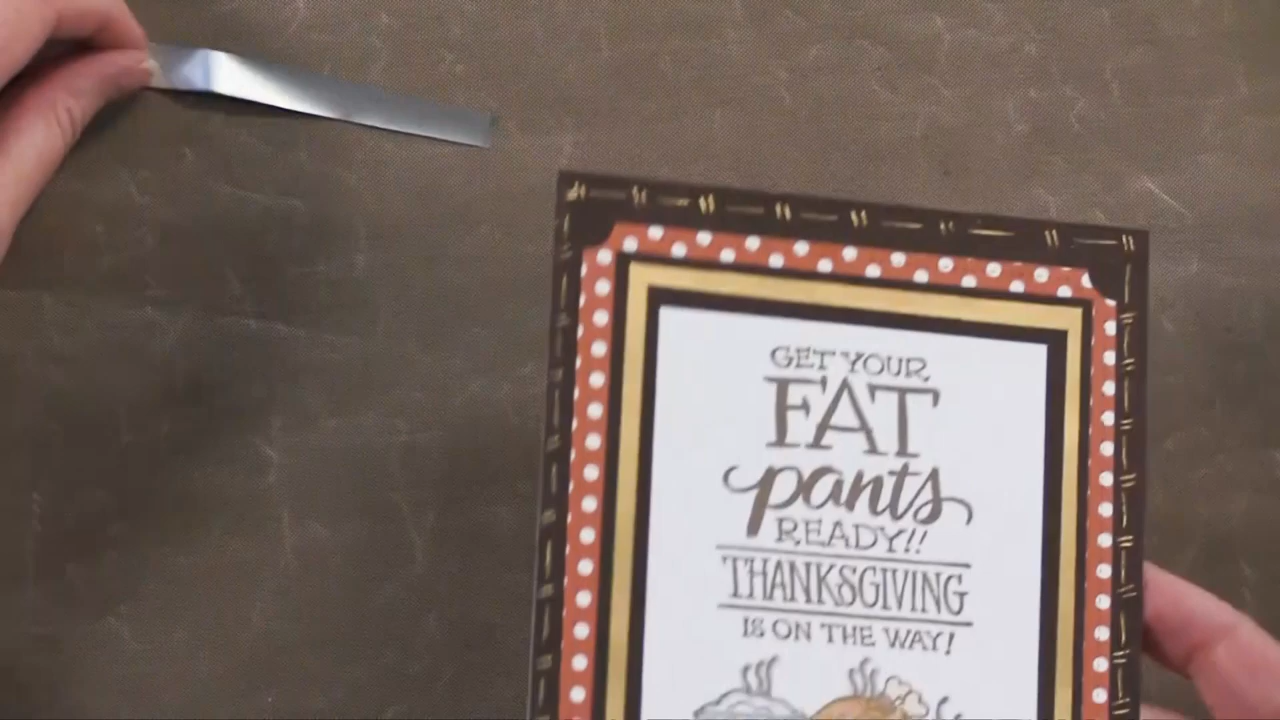 GET YOUR
FAT
pants
READY!!
THANKSGIVING
IS ON THE WAY!